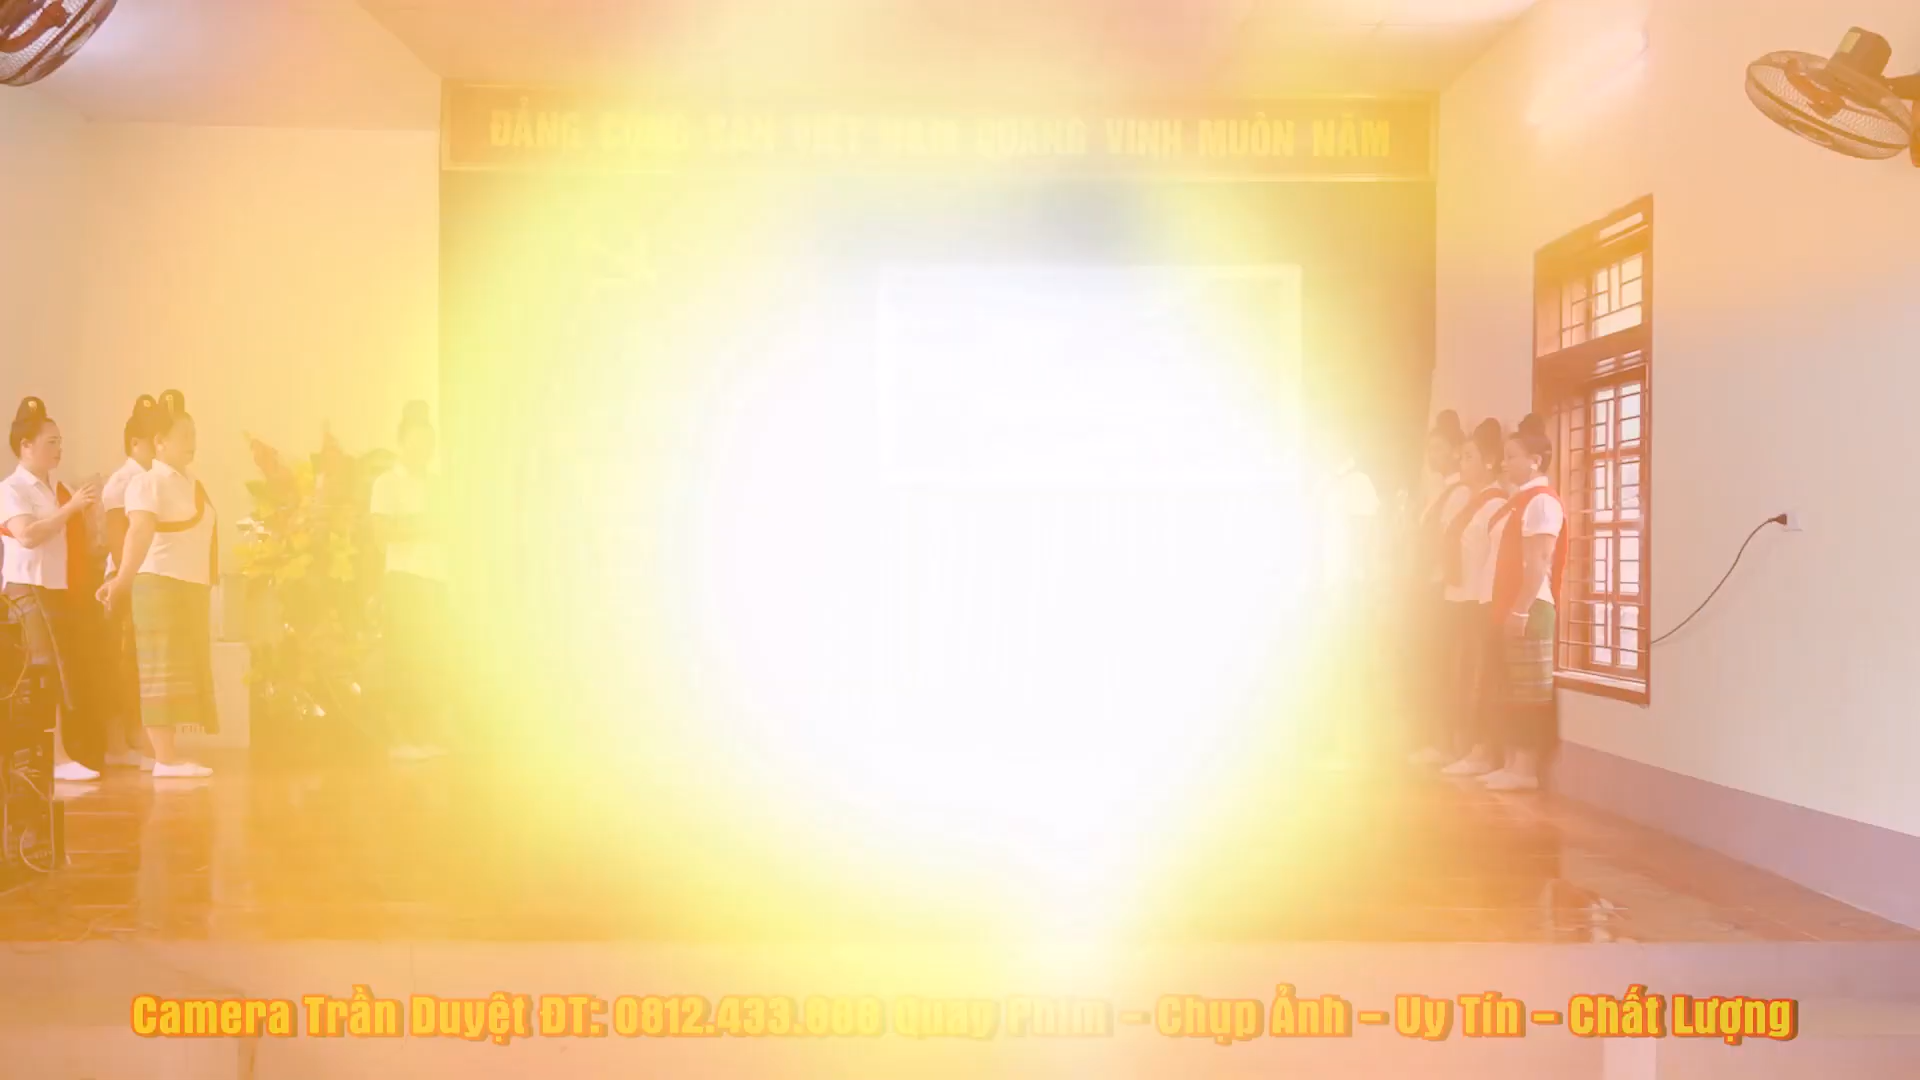 ĐẢNG CỘNG SẢN VIỆT NAM QUANG VINH MUÔN NĂM
Camera Trần Duyệt ĐT: 0812.433. Quay Phim – Chụp Ảnh – Uy Tín – Chất Lượng